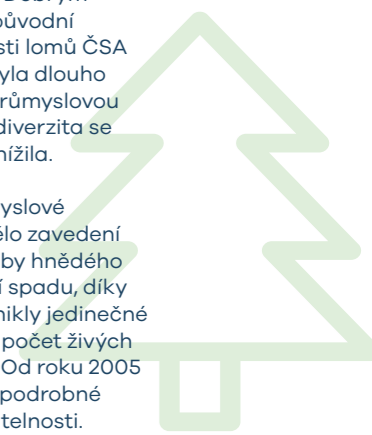 původní
sti lomů ČSA
yla dlouho
růmyslovou
diverzita se
nížila.
yslové
ělo zavedení
by hnědého
í spadu, díky
nikly jedinečné
počet živých
Od roku 2005
podrobné
telnosti.